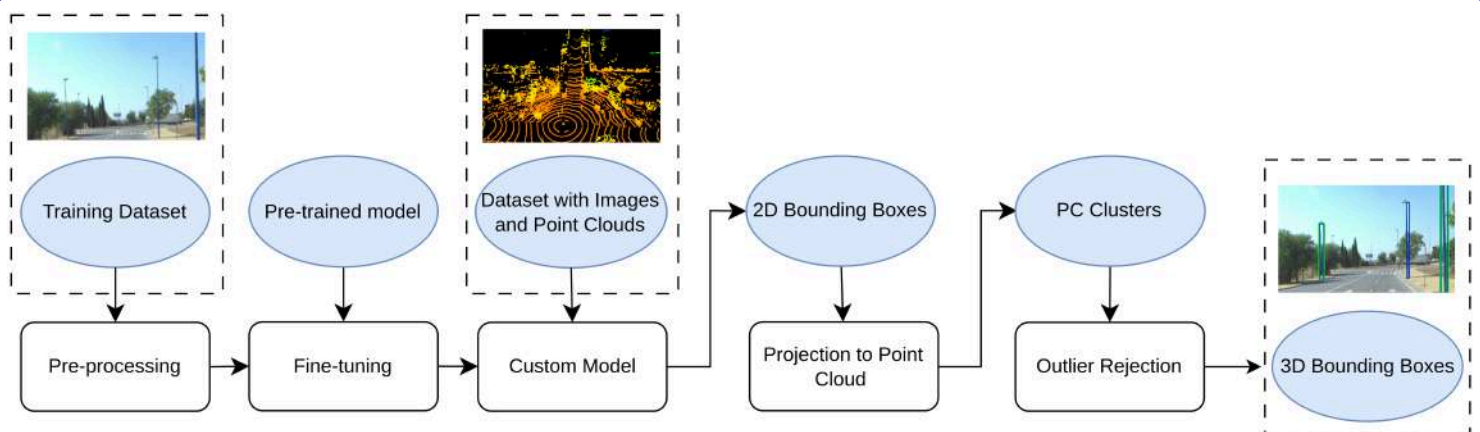 Training Dataset
Pre-trained model
Dataset with Images
and Point Clouds
2D Bounding Boxes
PC Clusters
Pre-processing
Fine-tuning
Custom Model
Projection to Point
Cloud
Outlier Rejection
3D Bounding Boxes